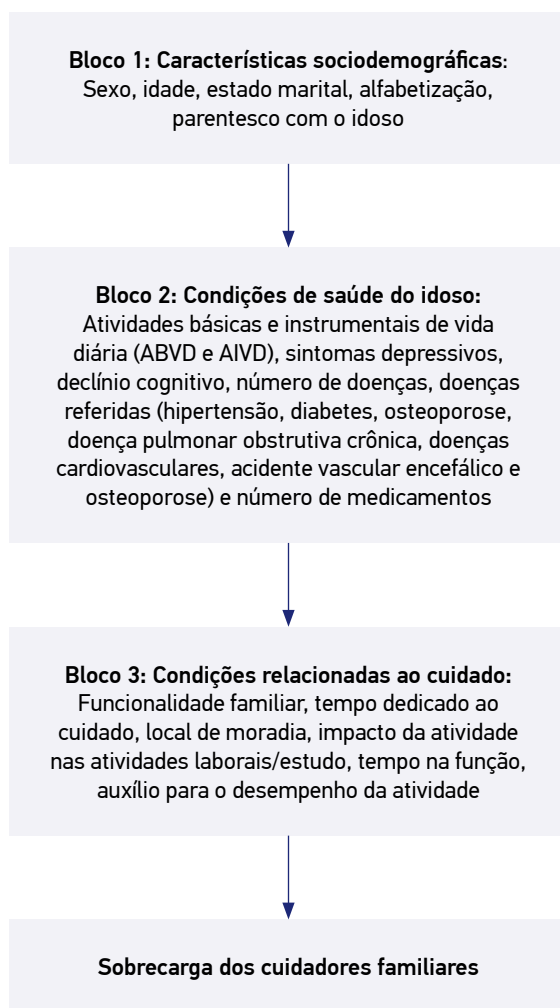 Bloco 1: Características sociodemográficas:
Sexo, idade, estado marital, alfabetização,
parentesco com o idoso
Bloco 2: Condições de saúde do idoso:
Atividades básicas e instrumentais de vida
diária (ABVD e AIVD), sintomas depressivos,
declínio cognitivo, número de doenças, doenças
referidas (hipertensão, diabetes, osteoporose,
doença pulmonar obstrutiva crônica, doenças
cardiovasculares, acidente vascular encefálico e
osteoporose) e número de medicamentos
Bloco 3: Condições relacionadas ao cuidado:
Funcionalidade familiar, tempo dedicado ao
cuidado, local de moradia, impacto da atividade
nas atividades laborais/estudo, tempo na função,
auxílio para o desempenho da atividade
Sobrecarga dos cuidadores familiares